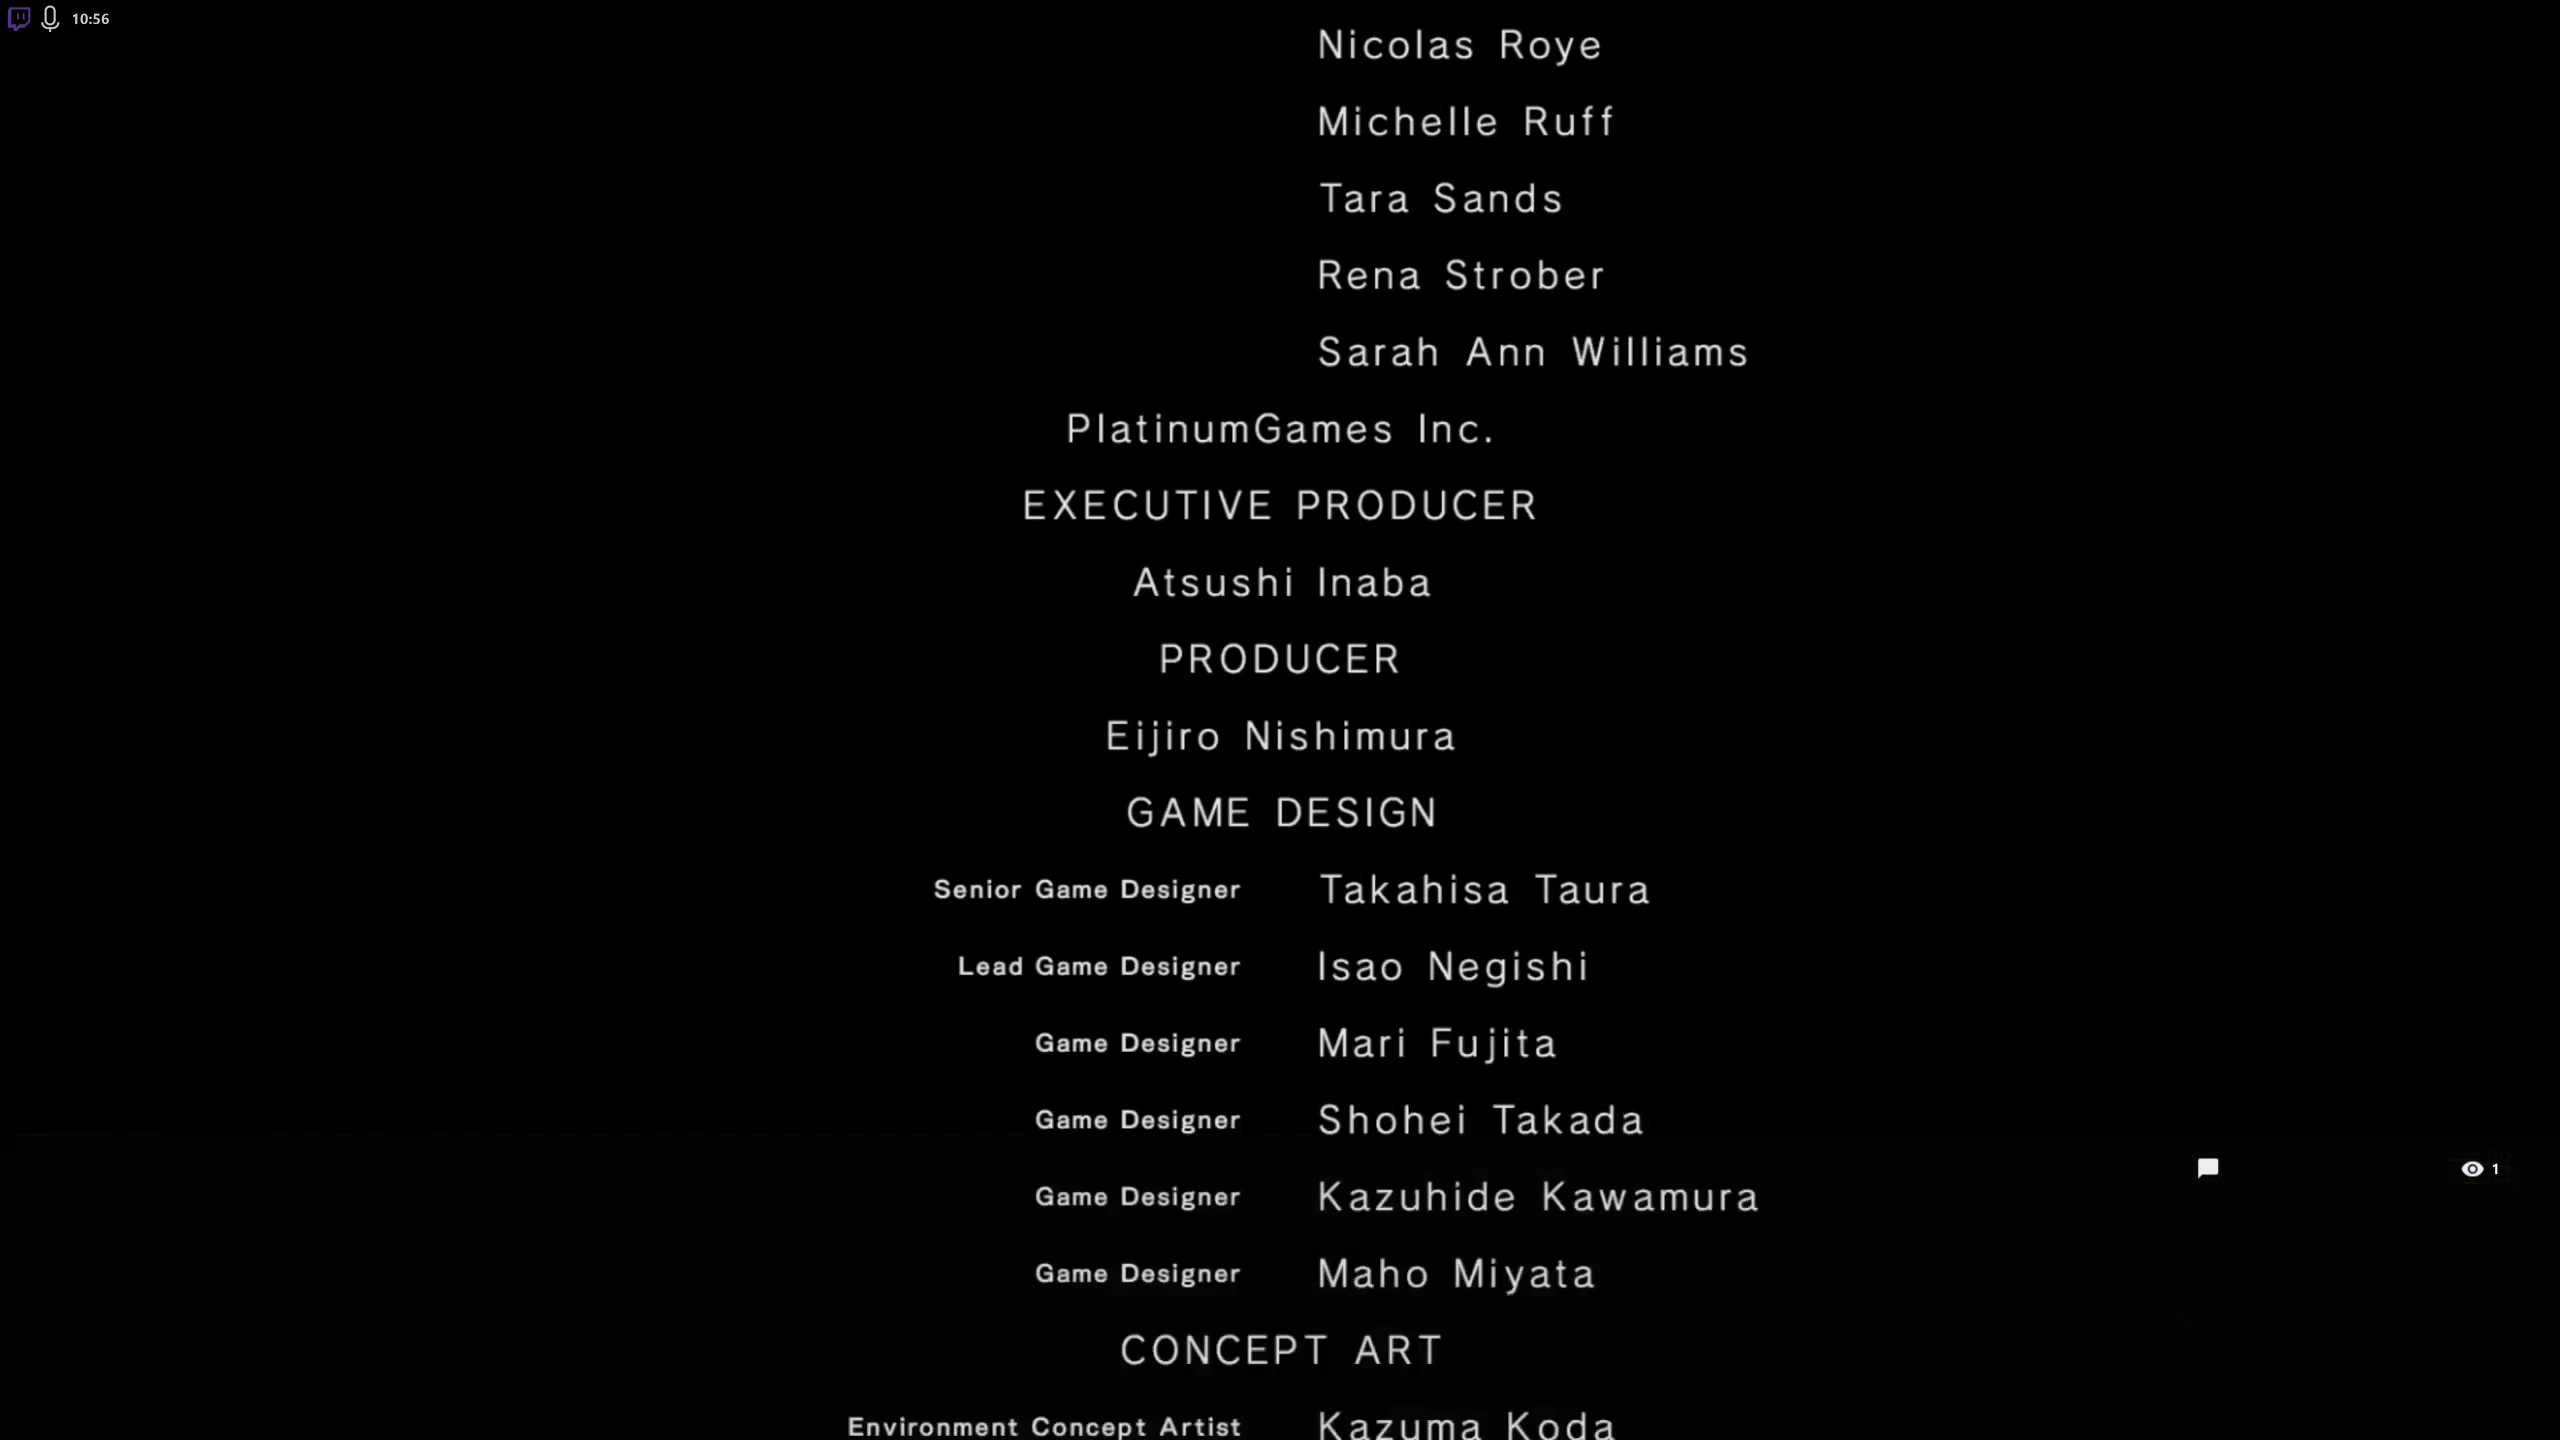 10:56
Nicolas Roye
Michelle Ruff
Tara Sands
Rena Strober
Sarah Ann Williams
PlatinumGames Inc.
EXECUTIVE PRODUCER
Atsushi Inaba
PRODUCER
Eijiro Nishimura
GAME DESIGN
Senior Game Designer Takahisa Taura
Lead Game Designer Isao Negishi
Game Designer Mari Fujita
Game Designer Shohei Takada
1
Game Designer Kazuhide Kawamura
Game Designer Maho Miyata
CONCEPT ART
Environment Concept Artist Kazuma Koda